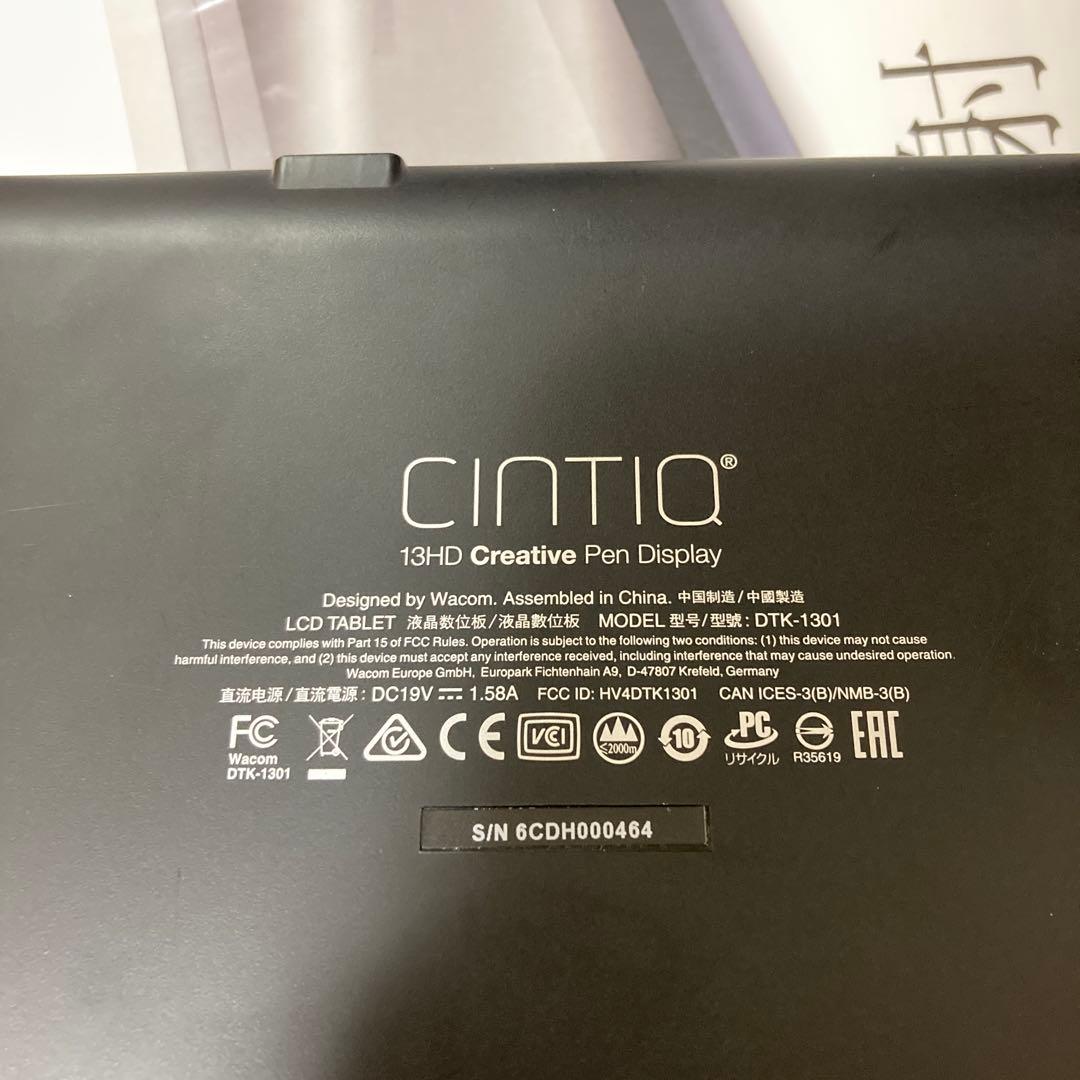 CINTIQ®
13HD Creative Pen Display
Designed by Wacom. Assembled in China. 中国制造/中國製造
LCD TABLET 液晶数位板/液晶數位板 MODEL 型号/型號: DTK-1301
This device complies with Part 15 of FCC Rules. Operation is subject to the following two conditions: (1) this device may not cause
harmful interference, and (2) this device must accept any interference received, including interference that may cause undesired operation.
Wacom Europe GmbH, Europark Fichtenhain A9, D-47807 Krefeld, Germany
直流电源/直流電源: DC19V ⎓ 1.58A FCC ID: HV4DTK1301 CAN ICES-3(B)/NMB-3(B)
FC CE VCCI ≤2000m 10 PC EAC
Wacom リサイクル R35619
DTK-1301
S/N 6CDH000464